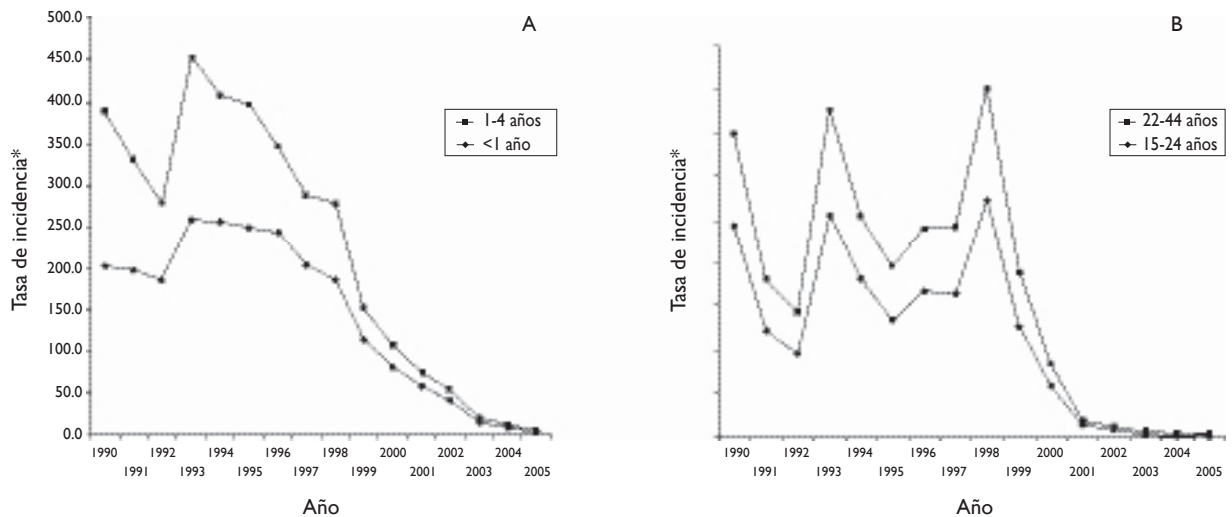 A
500.0
450.0
400.0
350.0
300.0
250.0
200.0
150.0
100.0
50.0
0.0
Tasa de incidencia*
1-4 años
<1 año
1990 1992 1993 1994 1995 1996 1997 1998 1999 2000 2001 2002 2003 2004 2005
1991
Año
B
Tasa de incidencia*
22-44 años
15-24 años
1990 1992 1994 1996 1998 2000 2002 2004
1991 1993 1995 1997 1999 2001 2003 2005
Año